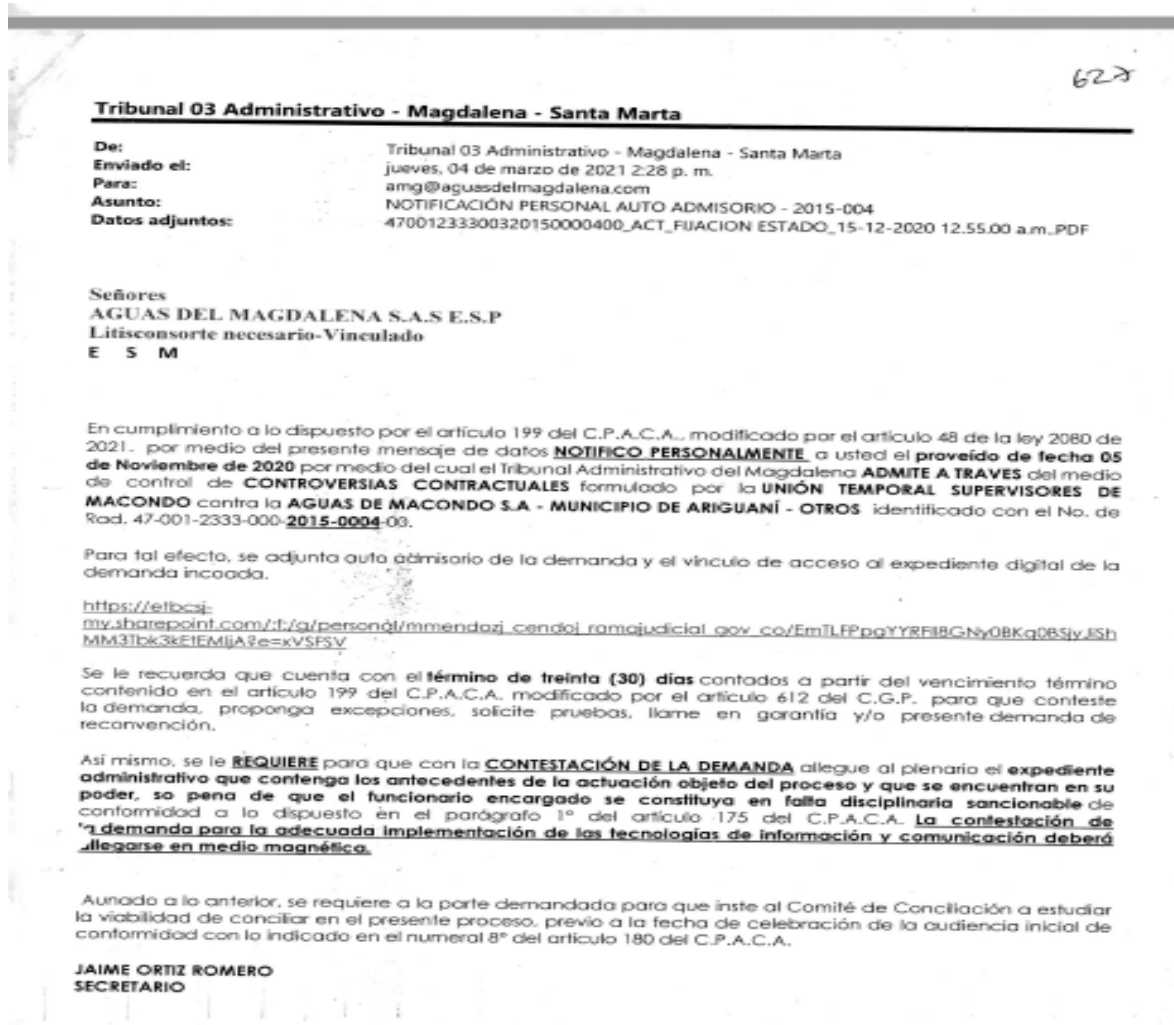 627
Tribunal 03 Administrativo - Magdalena - Santa Marta
De: Tribunal 03 Administrativo - Magdalena - Santa Marta
Enviado el: jueves, 04 de marzo de 2021 2:28 p. m.
Para: amg@aguasdelmagdalena.com
Asunto: NOTIFICACIÓN PERSONAL AUTO ADMISORIO - 2015-004
Datos adjuntos: 47001233300320150000400_ACT_FIJACION ESTADO_15-12-2020 12.55.00 a.m..PDF
Señores
AGUAS DEL MAGDALENA S.A.S E.S.P
Litisconsorte necesario-Vinculado
E S M
En cumplimiento a lo dispuesto por el artículo 199 del C.P.A.C.A., modificado por el artículo 48 de la ley 2080 de
2021. por medio del presente mensaje de datos NOTIFICO PERSONALMENTE a usted el proveído de fecha 05
de Noviembre de 2020 por medio del cual el Tribunal Administrativo del Magdalena ADMITE A TRAVES del medio
de control de CONTROVERSIAS CONTRACTUALES formulado por la UNIÓN TEMPORAL SUPERVISORES DE
MACONDO contra la AGUAS DE MACONDO S.A - MUNICIPIO DE ARIGUANÍ - OTROS identificado con el No. de
Rad. 47-001-2333-000-2015-0004-00.
Para tal efecto, se adjunta auto admisorio de la demanda y el vínculo de acceso al expediente digital de la
demanda incoada.
https://etbcsj-
my.sharepoint.com/:f:/g/personal/mmendozj_cendoj_ramajudicial_gov_co/
Se le recuerda que cuenta con el término de treinta (30) días contados a partir del vencimiento término
contenido en el artículo 199 del C.P.A.C.A. modificado por el artículo 612 del C.G.P. para que conteste
la demanda, proponga excepciones, solicite pruebas, llame en garantía y/o presente demanda de
reconvención.
Así mismo, se le REQUIERE para que con la CONTESTACIÓN DE LA DEMANDA allegue al plenario el expediente
administrativo que contenga los antecedentes de la actuación objeto del proceso y que se encuentran en su
poder, so pena de que el funcionario encargado se constituya en falta disciplinaria sancionable de
conformidad a lo dispuesto en el parágrafo 1° del artículo 175 del C.P.A.C.A. La contestación de
demanda para la adecuada implementación de las tecnologías de información y comunicación deberá
llegarse en medio magnética.
Aunado a lo anterior, se requiere a la parte demandada para que inste al Comité de Conciliación a estudiar
la viabilidad de conciliar en el presente proceso, previo a la fecha de celebración de la audiencia inicial de
conformidad con lo indicado en el numeral 8° del artículo 180 del C.P.A.C.A.
JAIME ORTIZ ROMERO
SECRETARIO